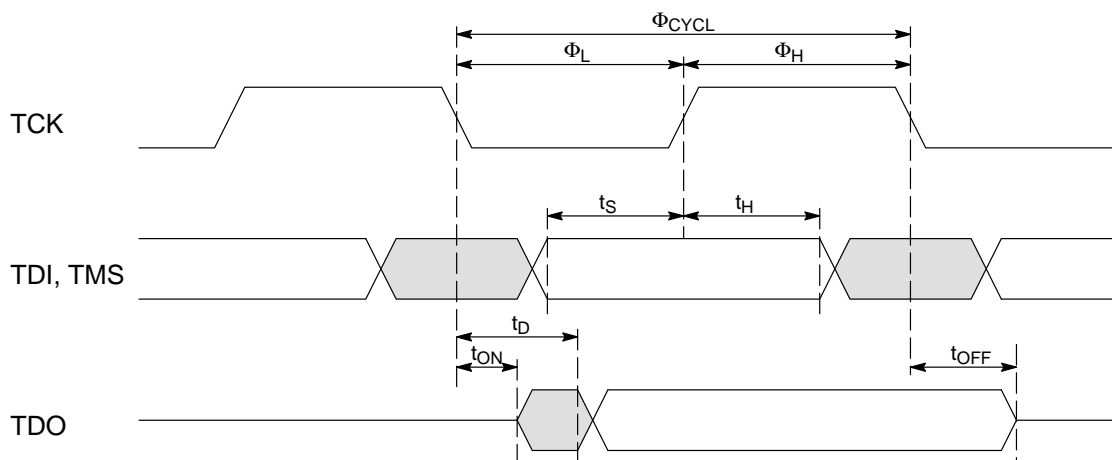 ΦCYCL
ΦL ΦH
TCK
tS tH
TDI, TMS
tD
tON tOFF
TDO